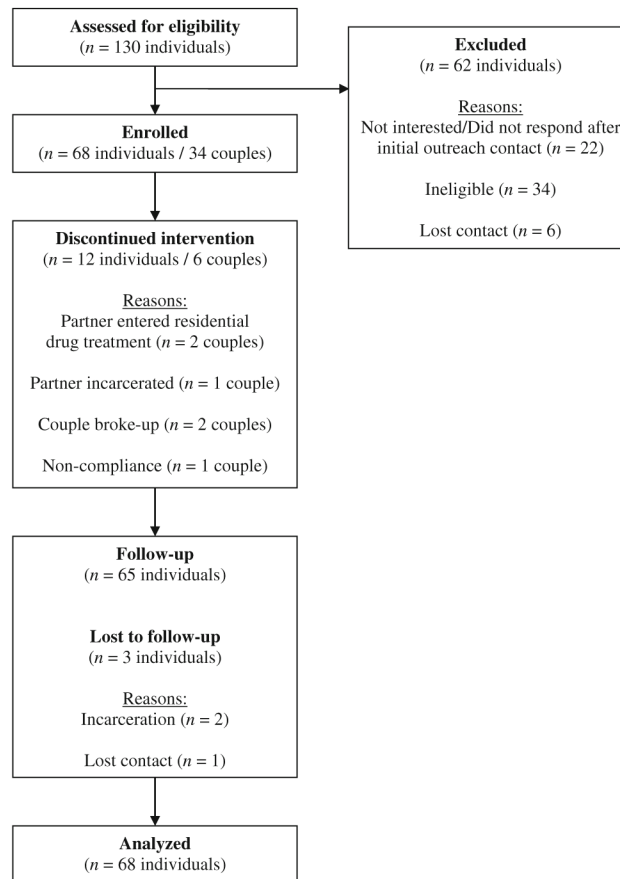 Assessed for eligibility
(n = 130 individuals)
Excluded
(n = 62 individuals)
Reasons:
Not interested/Did not respond after
initial outreach contact (n = 22)
Ineligible (n = 34)
Lost contact (n = 6)
Enrolled
(n = 68 individuals / 34 couples)
Discontinued intervention
(n = 12 individuals / 6 couples)
Reasons:
Partner entered residential
drug treatment (n = 2 couples)
Partner incarcerated (n = 1 couple)
Couple broke-up (n = 2 couples)
Non-compliance (n = 1 couple)
Follow-up
(n = 65 individuals)
Lost to follow-up
(n = 3 individuals)
Reasons:
Incarceration (n = 2)
Lost contact (n = 1)
Analyzed
(n = 68 individuals)